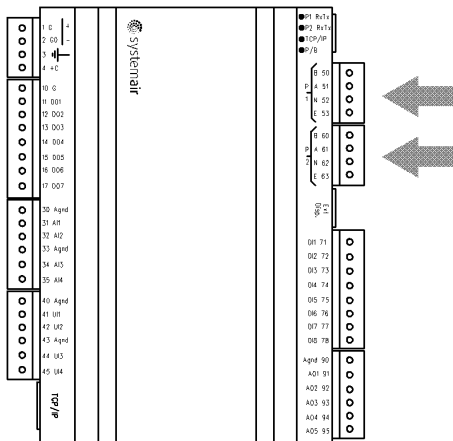 1 G +
2 G0 -
3
4 +C
10 G
11 DO1
12 DO2
13 DO3
14 DO4
15 DO5
16 DO6
17 DO7
30 Agnd
31 AI1
32 AI2
33 Agnd
34 AI3
35 AI4
40 Agnd
41 UI1
42 UI2
43 Agnd
44 UI3
45 UI4
TCP/IP
systemair
P1 RxTx
P2 RxTx
TCP/IP
P/B
P1
B 50
A 51
N 52
E 53
P2
B 60
A 61
N 62
E 63
Ext
Disp.
DI1 71
DI2 72
DI3 73
DI4 74
DI5 75
DI6 76
DI7 77
DI8 78
Agnd 90
AO1 91
AO2 92
AO3 93
AO4 94
AO5 95